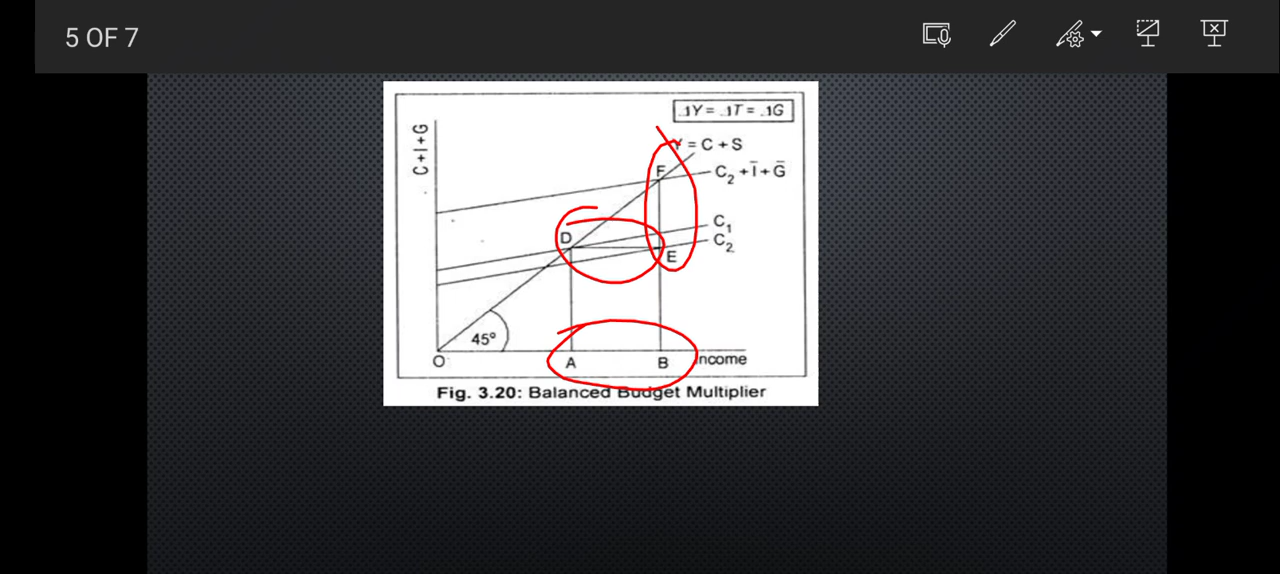 5 OF 7
ΔY = ΔT = ΔG
C+I+G
Y = C + S
F
C₂ + Ī + Ḡ
C₁
D
C₂
E
45°
O
A
B
Income
Fig. 3.20: Balanced Budget Multiplier